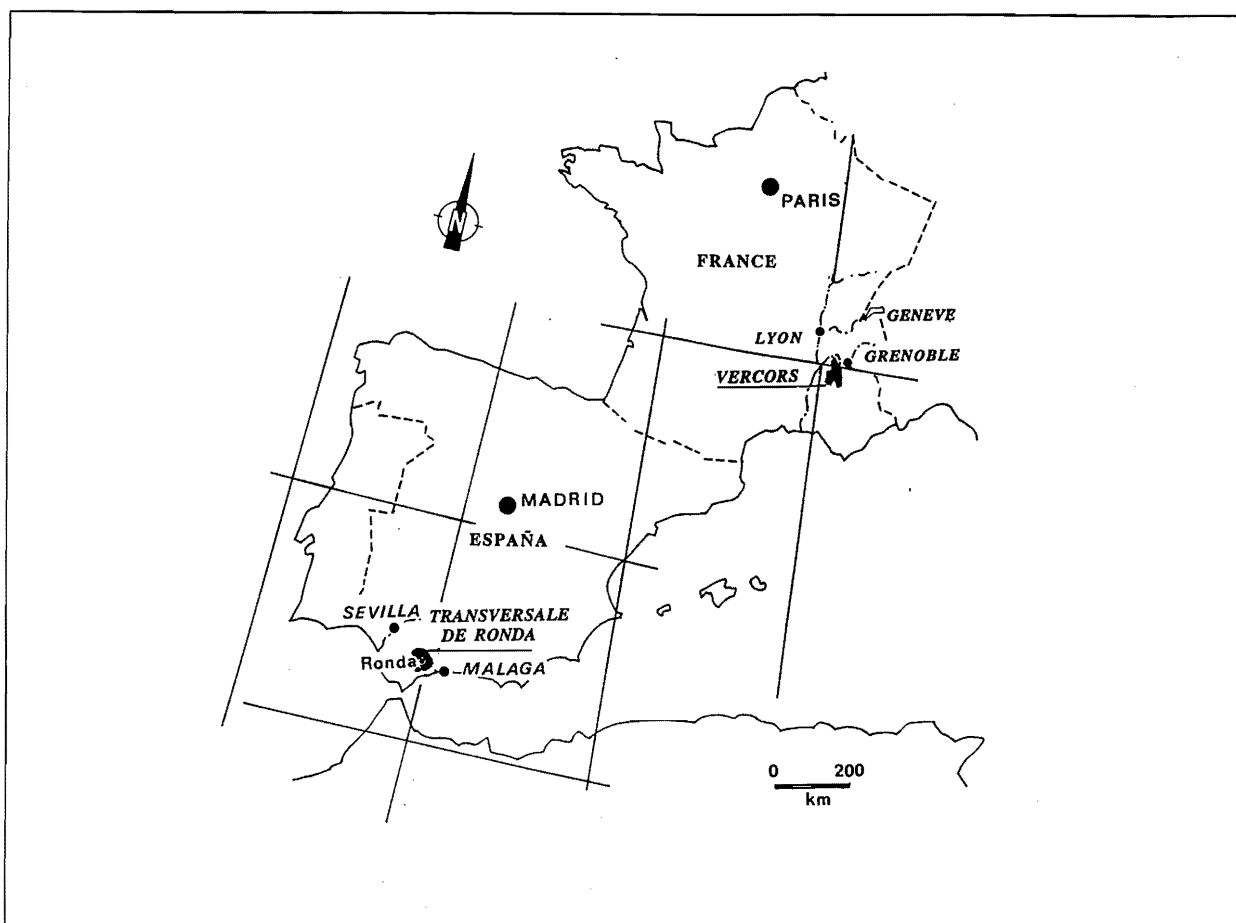 PARIS
N
FRANCE
GENEVE
LYON
GRENOBLE
VERCORS
MADRID
ESPAÑA
SEVILLA
TRANSVERSALE
DE RONDA
Ronda
MALAGA
0 200
km